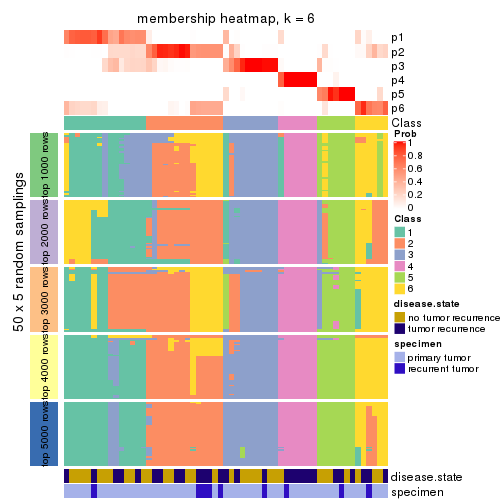 membership heatmap, k = 6
p1
p2
p3
p4
p5
p6
Class
50 x 5 random samplings
top 1000 rows
top 2000 rows
top 3000 rows
top 4000 rows
top 5000 rows
disease.state
specimen
Prob
1
0.8
0.6
0.4
0.2
0
Class
1
2
3
4
5
6
disease.state
no tumor recurrence
tumor recurrence
specimen
primary tumor
recurrent tumor